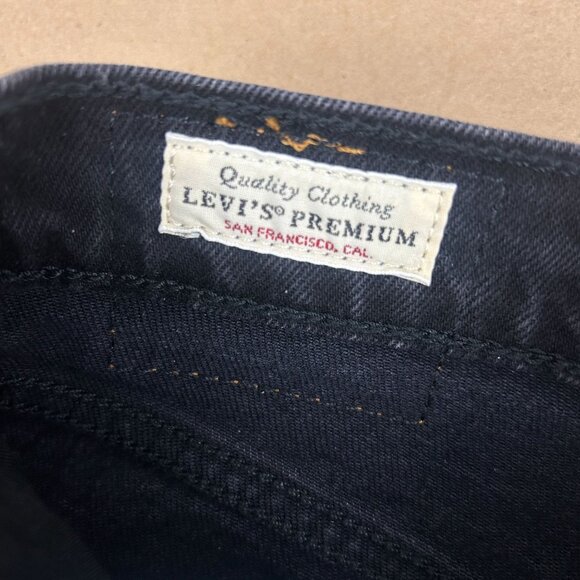 Quality Clothing
LEVI'S® PREMIUM
SAN FRANCISCO, CAL.